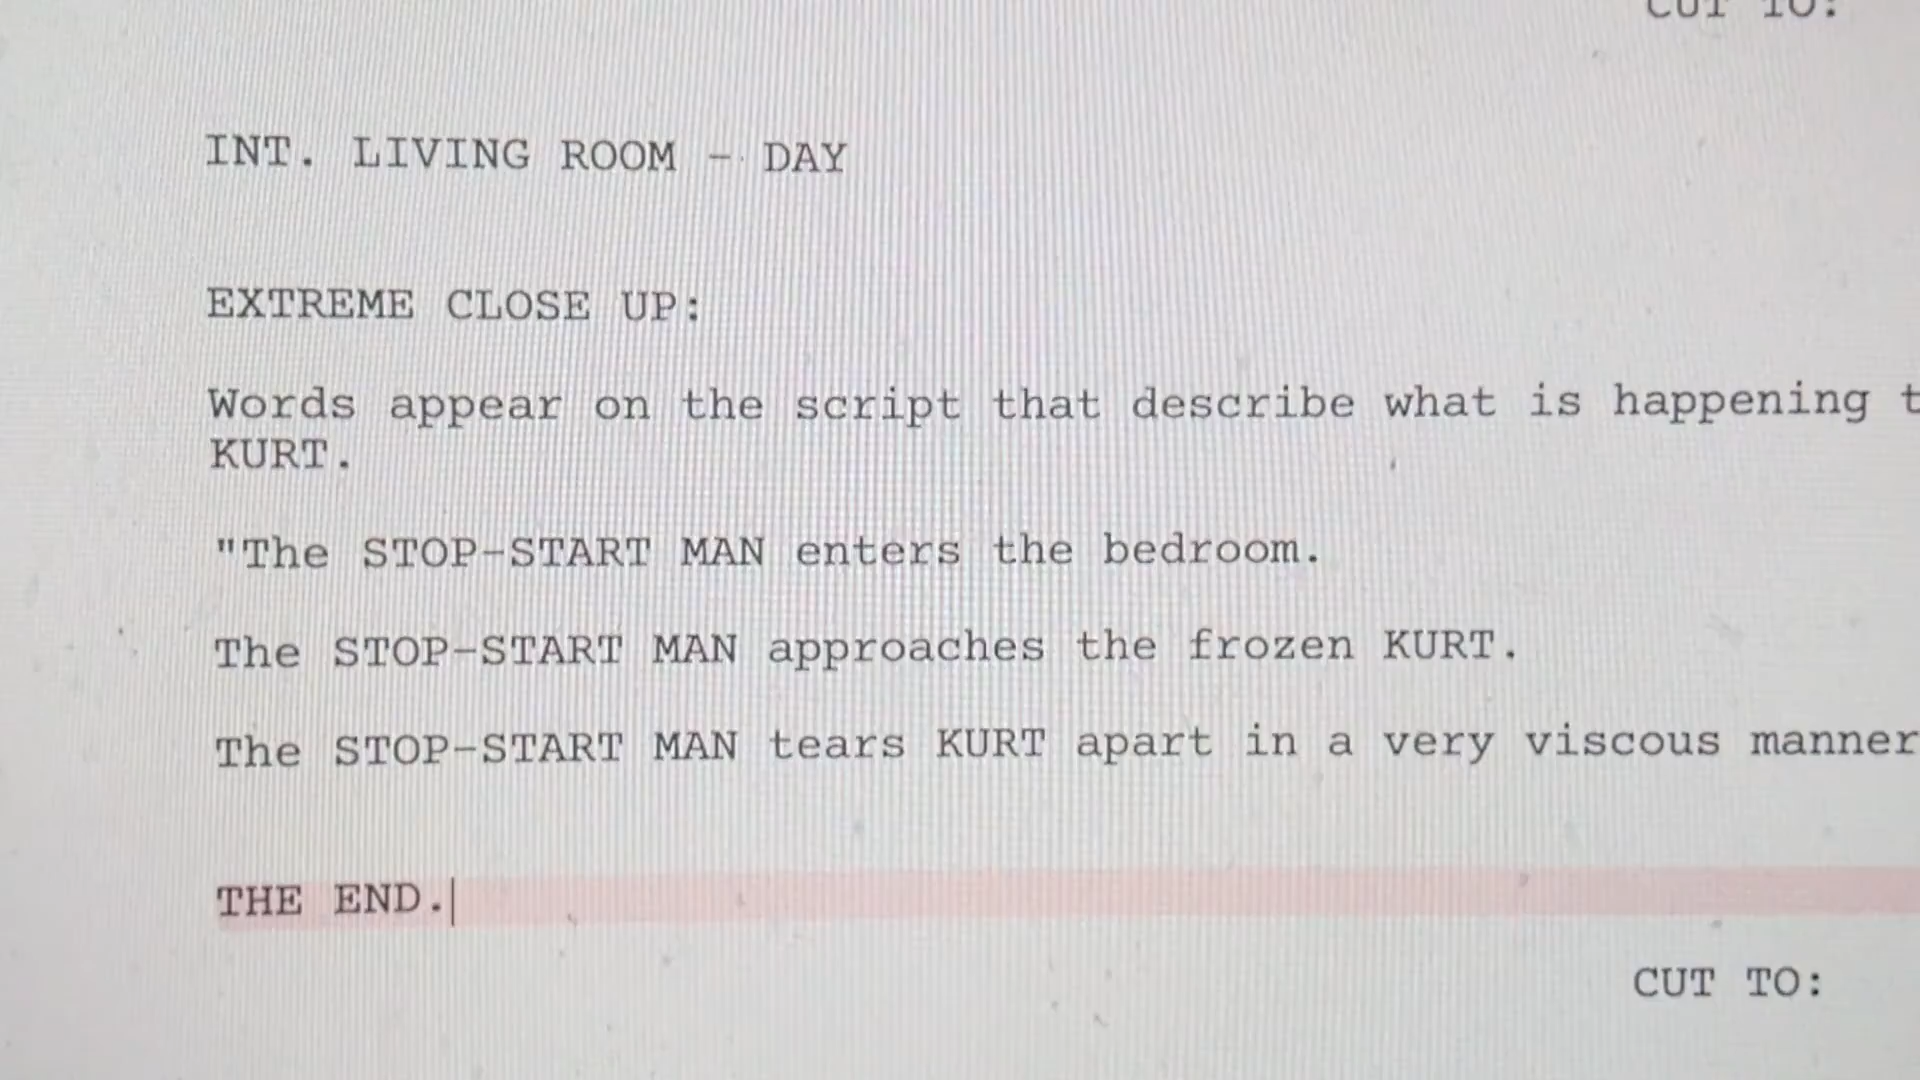 CUT TO:
INT. LIVING ROOM - DAY
EXTREME CLOSE UP:
Words appear on the script that describe what is happening t
KURT.
"The STOP-START MAN enters the bedroom.
The STOP-START MAN approaches the frozen KURT.
The STOP-START MAN tears KURT apart in a very viscous manner
THE END.
CUT TO: